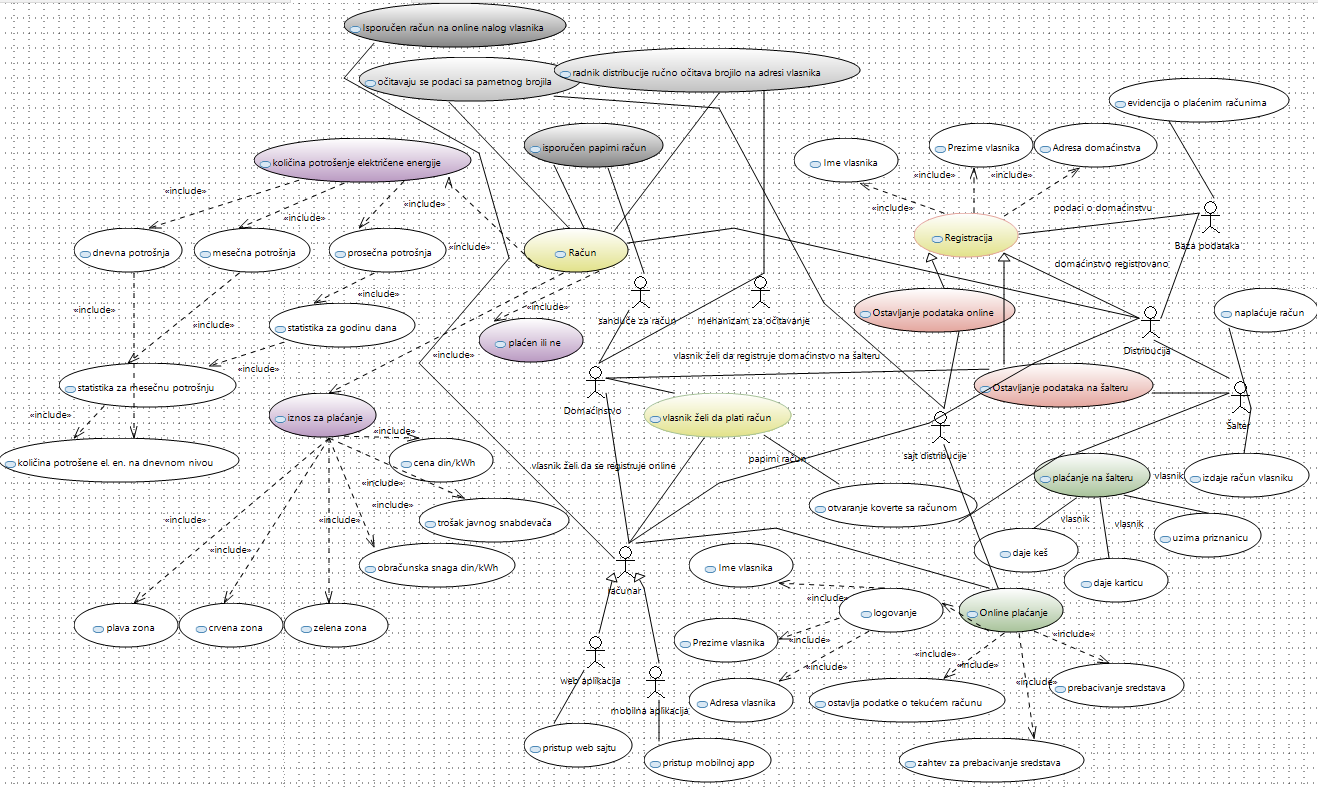 Isporučen račun na online nalog vlasnika
očitavaju se podaci sa pametnog brojila
radnik distribucije ručno očitava brojilo na adresi vlasnika
evidencija o plaćenim računima
količina potrošenje električene energije
isporučen papirni račun
Ime vlasnika
Prezime vlasnika
Adresa domaćinstva
«include»
«include»
«include»
«include»
«include»
«include»
«include»
podaci o domaćinstvu
Registracija
Baza podataka
dnevna potrošnja
mesečna potrošnja
prosečna potrošnja
Račun
domaćinstvo registrovano
«include»
«include»
«include»
«include»
sanduče za račun
mehanizam za očitavanje
Ostavljanje podataka online
naplaćuje račun
statistika za godinu dana
plaćen ili ne
Distribucija
«include»
«include»
«include»
vlasnik želi da registruje domaćinstvo na šalteru
statistika za mesečnu potrošnju
Ostavljanje podataka na šalteru
Domaćinstvo
«include»
iznos za plaćanje
vlasnik želi da plati račun
Šalter
«include»
količina potrošene el. en. na dnevnom nivou
cena din/kWh
vlasnik želi da se registruje online
papirni račun
sajt distribucije
«include»
plaćanje na šalteru
vlasnik
izdaje račun vlasniku
«include»
otvaranje koverte sa računom
«include»
«include»
trošak javnog snabdevača
vlasnik
vlasnik
uzima priznanicu
«include»
daje keš
obračunska snaga din/kWh
Ime vlasnika
daje karticu
računar
«include»
logovanje
Online plaćanje
plava zona
crvena zona
zelena zona
Prezime vlasnika
«include»
«include»
«include»
«include»
«include»
web aplikacija
«include»
prebacivanje sredstava
mobilna aplikacija
Adresa vlasnika
ostavlja podatke o tekućem računu
pristup web sajtu
pristup mobilnoj app
zahtev za prebacivanje sredstava